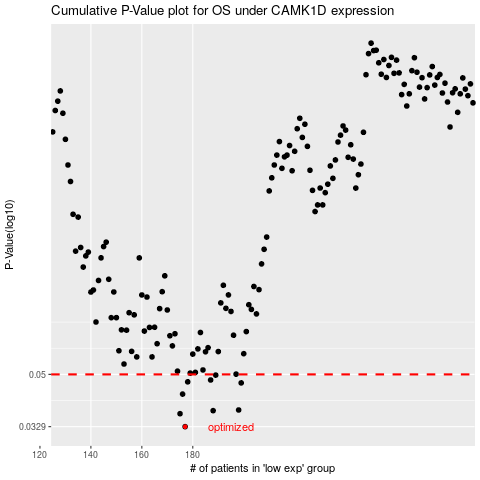 Cumulative P-Value plot for OS under CAMK1D expression
P-Value(log10)
0.05
0.0329
optimized
120 140 160 180
# of patients in 'low exp' group